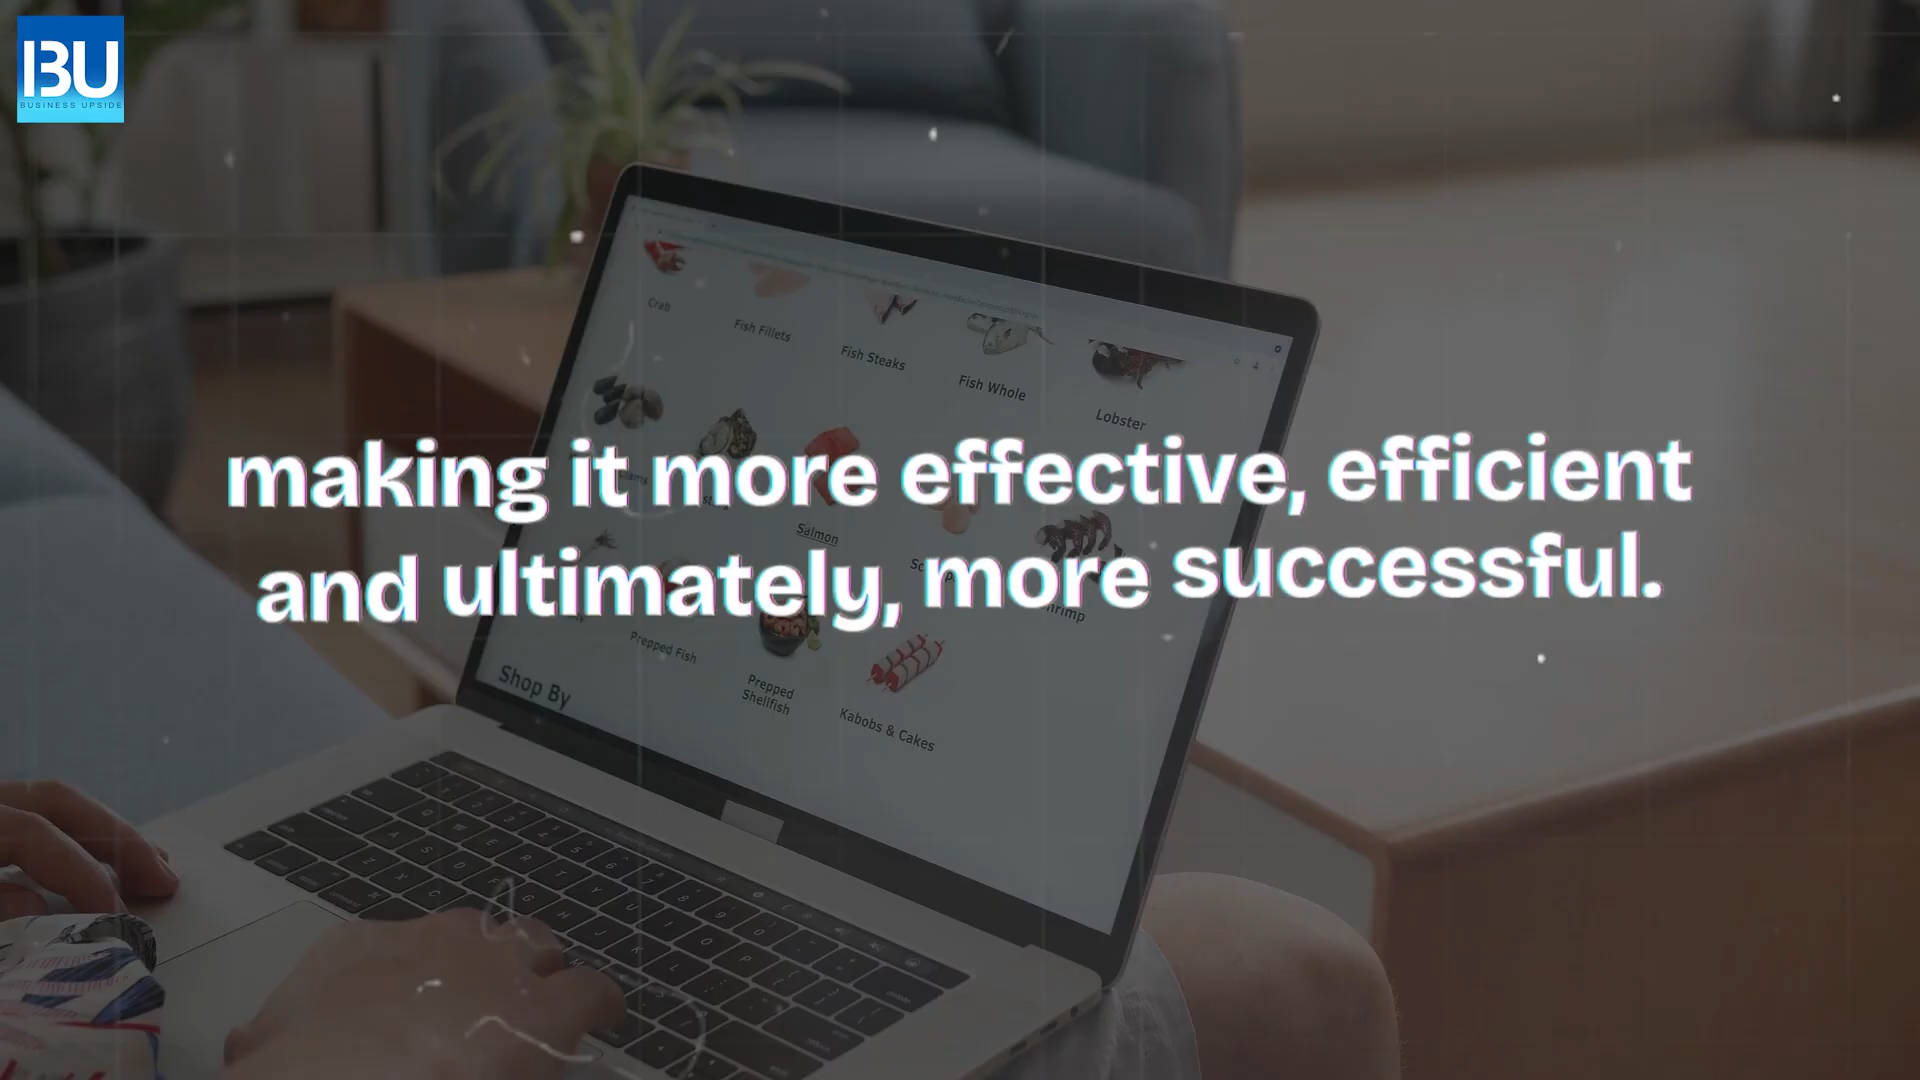 BU
BUSINESS UPSIDE
Crab
Fish Fillets
Fish Steaks
Fish Whole
Lobster
making it more effective, efficient
Salmon
and ultimately, more successful.
Prepped Fish
Prepped
Shellfish
Kabobs & Cakes
Shop By